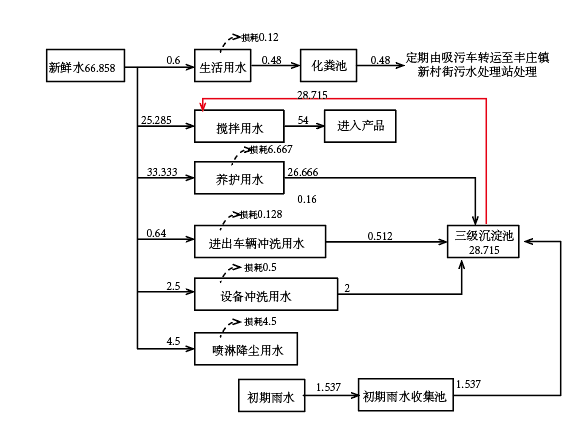 损耗0.12
新鲜水66.858
0.6
生活用水
0.48
化粪池
0.48
定期由吸污车转运至丰庄镇
新村街污水处理站处理
28.715
25.285
搅拌用水
54
进入产品
损耗6.667
33.333
养护用水
26.666
0.16
损耗0.128
0.64
进出车辆冲洗用水
0.512
三级沉淀池
28.715
损耗0.5
2.5
设备冲洗用水
2
损耗4.5
4.5
喷淋降尘用水
初期雨水
1.537
初期雨水收集池
1.537